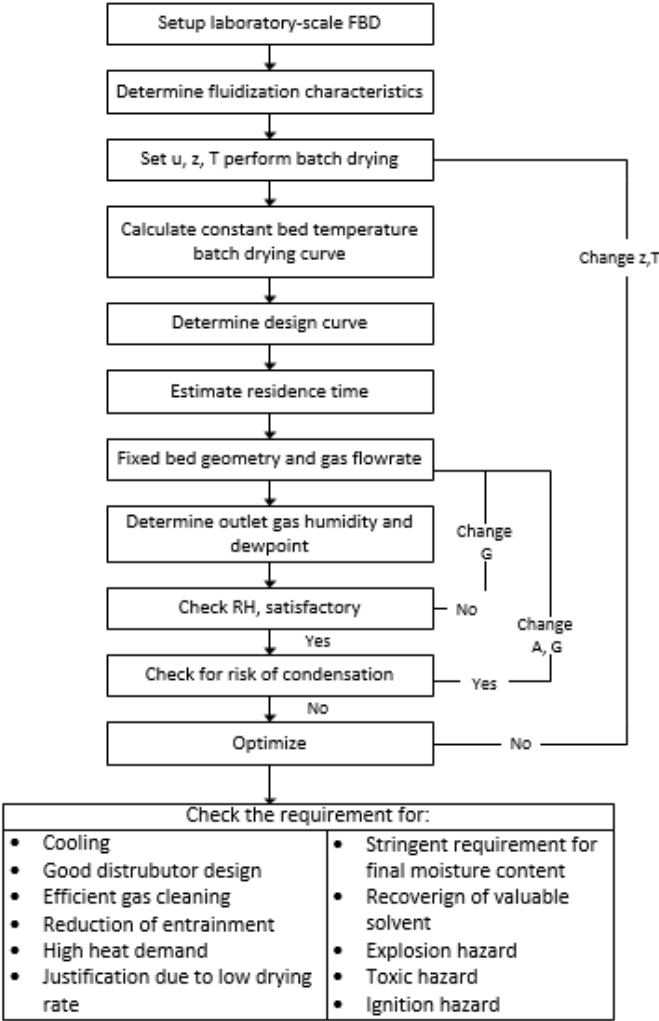 Setup laboratory-scale FBD
Determine fluidization characteristics
Set u, z, T perform batch drying
Calculate constant bed temperature
batch drying curve
Change z,T
Determine design curve
Estimate residence time
Fixed bed geometry and gas flowrate
Determine outlet gas humidity and
dewpoint
Change
G
Check RH, satisfactory
No
Change
A, G
Yes
Check for risk of condensation
Yes
No
Optimize
No
Check the requirement for:
• Cooling
• Good distrubutor design
• Efficient gas cleaning
• Reduction of entrainment
• High heat demand
• Justification due to low drying
rate
• Stringent requirement for
final moisture content
• Recoverign of valuable
solvent
• Explosion hazard
• Toxic hazard
• Ignition hazard